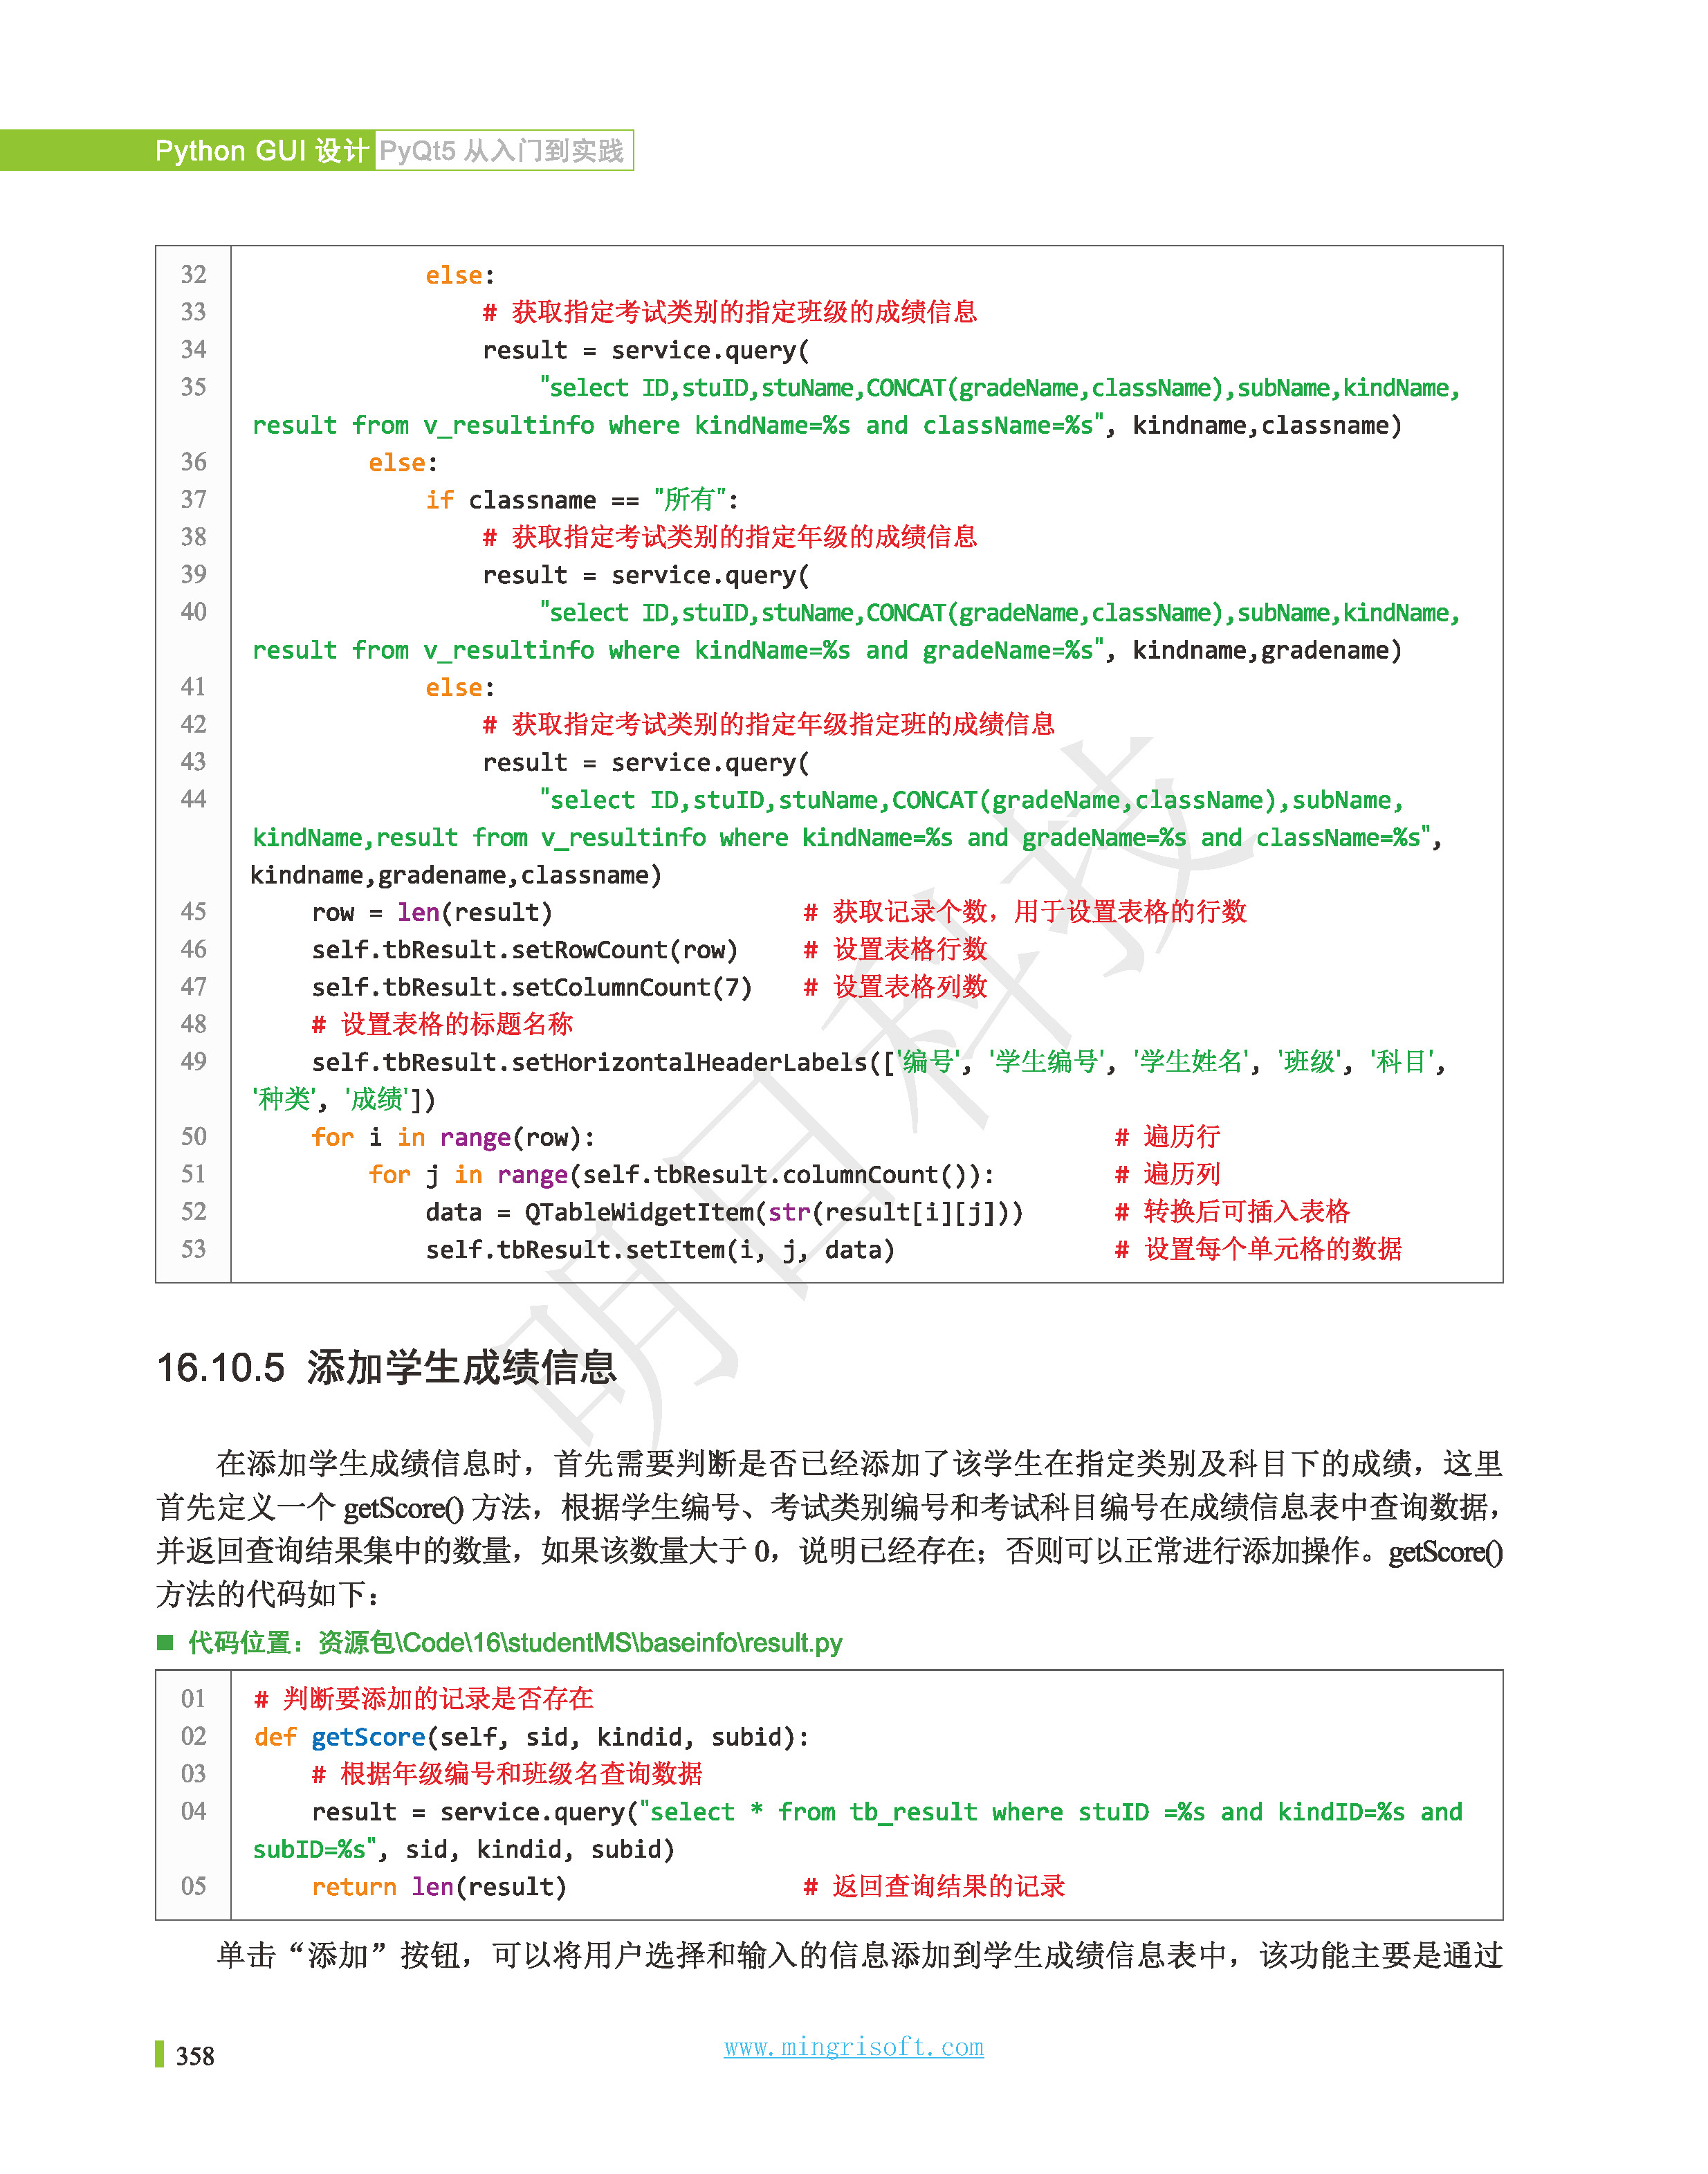 Python GUI 设计 PyQt5 从入门到实践
32 else:
33 # 获取指定考试类别的指定班级的成绩信息
34 result = service.query(
35 "select ID,stuID,stuName,CONCAT(gradeName,className),subName,kindName,
result from v_resultinfo where kindName=%s and className=%s", kindname,classname)
36 else:
37 if classname == "所有":
38 # 获取指定考试类别的指定年级的成绩信息
39 result = service.query(
40 "select ID,stuID,stuName,CONCAT(gradeName,className),subName,kindName,
result from v_resultinfo where kindName=%s and gradeName=%s", kindname,gradename)
41 else:
42 # 获取指定考试类别的指定年级指定班的成绩信息
43 result = service.query(
44 "select ID,stuID,stuName,CONCAT(gradeName,className),subName,
kindName,result from v_resultinfo where kindName=%s and gradeName=%s and className=%s",
kindname,gradename,classname)
45 row = len(result) # 获取记录个数，用于设置表格的行数
46 self.tbResult.setRowCount(row) # 设置表格行数
47 self.tbResult.setColumnCount(7) # 设置表格列数
48 # 设置表格的标题名称
49 self.tbResult.setHorizontalHeaderLabels(['编号', '学生编号', '学生姓名', '班级', '科目',
'种类', '成绩'])
50 for i in range(row): # 遍历行
51 for j in range(self.tbResult.columnCount()): # 遍历列
52 data = QTableWidgetItem(str(result[i][j])) # 转换后可插入表格
53 self.tbResult.setItem(i, j, data) # 设置每个单元格的数据
明日科技
16.10.5 添加学生成绩信息
在添加学生成绩信息时，首先需要判断是否已经添加了该学生在指定类别及科目下的成绩，这里
首先定义一个 getScore() 方法，根据学生编号、考试类别编号和考试科目编号在成绩信息表中查询数据，
并返回查询结果集中的数量，如果该数量大于 0，说明已经存在；否则可以正常进行添加操作。getScore()
方法的代码如下：
■ 代码位置：资源包\Code\16\studentMS\baseinfo\result.py
01 # 判断要添加的记录是否存在
02 def getScore(self, sid, kindid, subid):
03 # 根据年级编号和班级名查询数据
04 result = service.query("select * from tb_result where stuID =%s and kindID=%s and
subID=%s", sid, kindid, subid)
05 return len(result) # 返回查询结果的记录
单击“添加”按钮，可以将用户选择和输入的信息添加到学生成绩信息表中，该功能主要是通过
358
www.mingrisoft.com